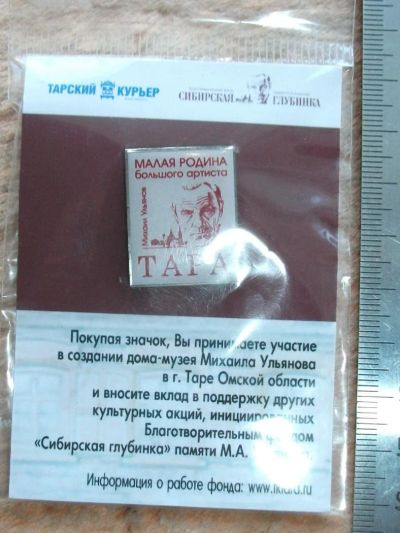 ТАРСКИЙ КУРЬЕР
СИБИРСКАЯ ГЛУБИНКА
МАЛАЯ РОДИНА
большого артиста
Михаил Ульянов
ТАРА
Покупая значок, Вы принимаете участие
в создании дома-музея Михаила Ульянова
в г. Таре Омской области
и вносите вклад в поддержку других
культурных акций, инициированных
Благотворительным фондом
«Сибирская глубинка» памяти М.А.
Информация о работе фонда: